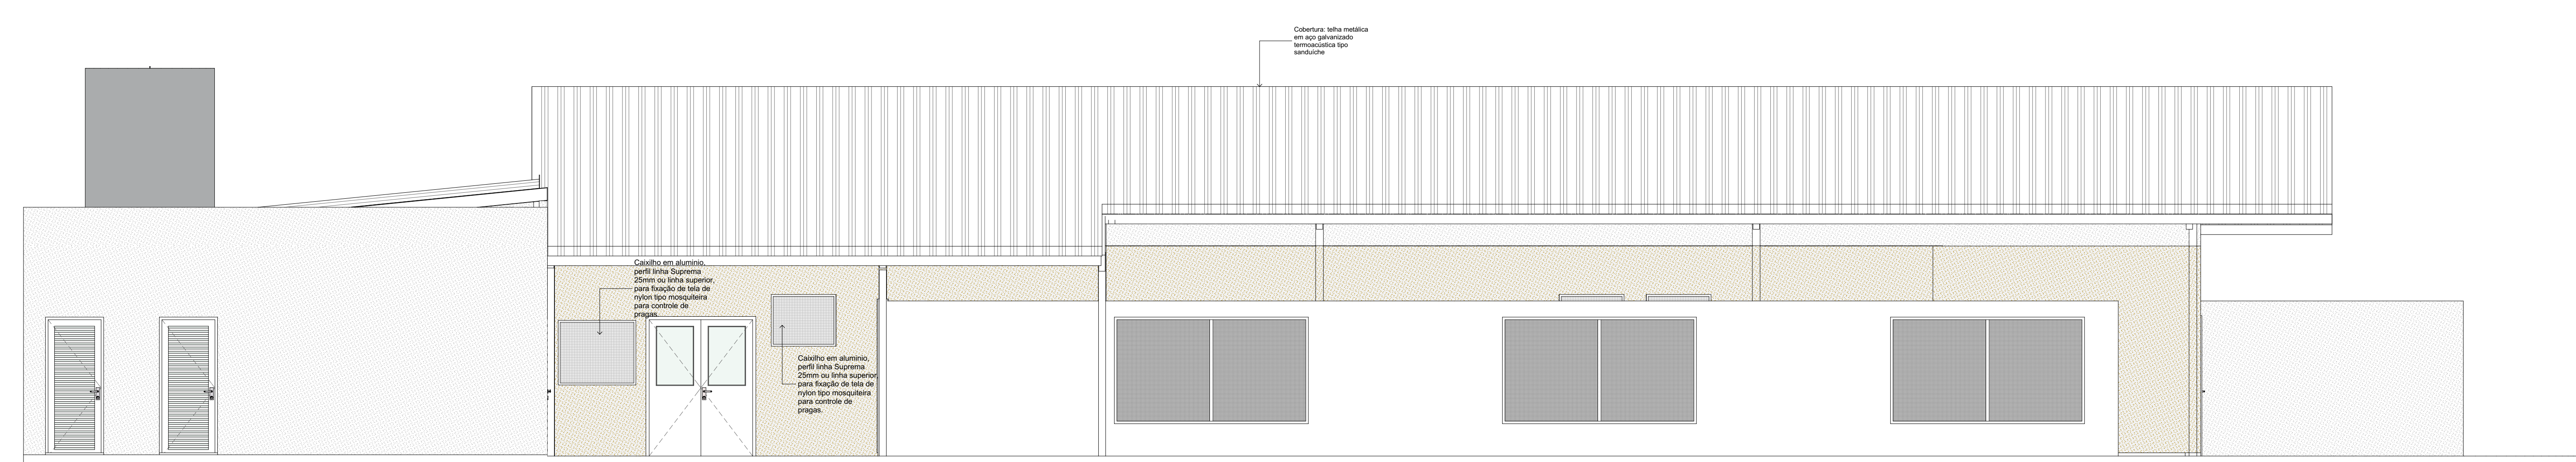 Cobertura: telha metálica
em aço galvanizado
termoacústica tipo
sanduíche
Caixilho em alumínio,
perfil linha Suprema
25mm ou linha superior,
para fixação de tela de
nylon tipo mosquiteira
para controle de
pragas.
Caixilho em alumínio,
perfil linha Suprema
25mm ou linha superior,
para fixação de tela de
nylon tipo mosquiteira
para controle de
pragas.